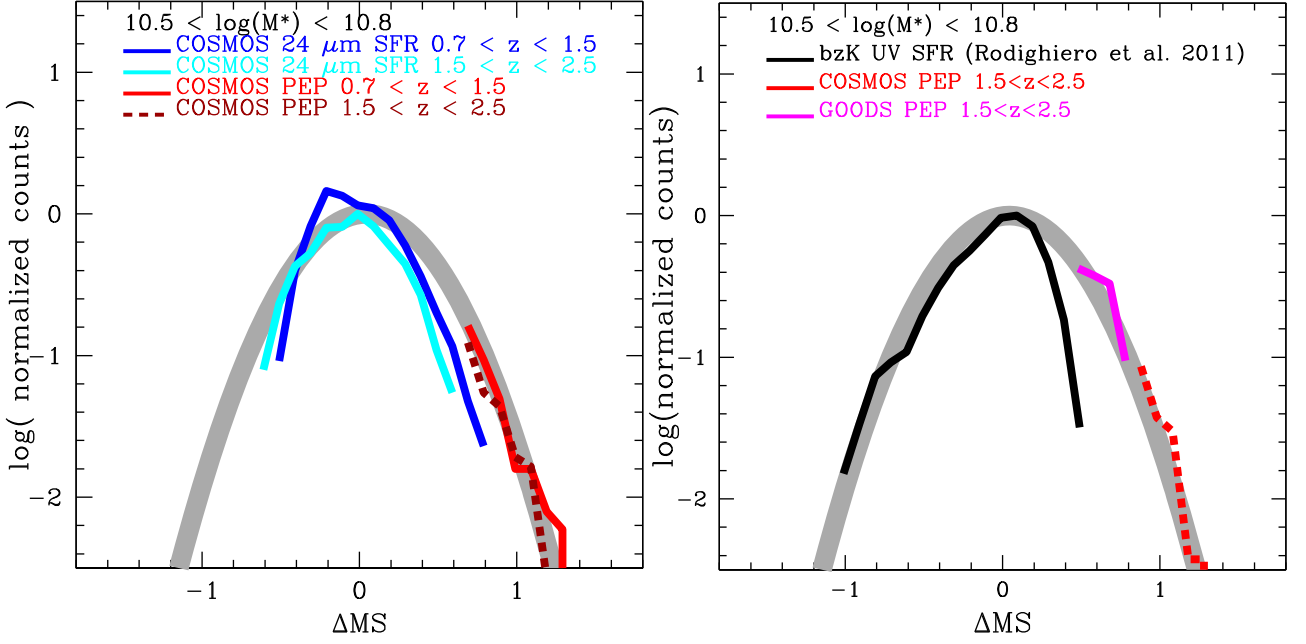 10.5 < log(M*) < 10.8
COSMOS 24 μm SFR 0.7 < z < 1.5
COSMOS 24 μm SFR 1.5 < z < 2.5
COSMOS PEP 0.7 < z < 1.5
COSMOS PEP 1.5 < z < 2.5
log( normalized counts )
1
0
−1
−2
−1 0 1
ΔMS
10.5 < log(M*) < 10.8
bzK UV SFR (Rodighiero et al. 2011)
COSMOS PEP 1.5<z<2.5
GOODS PEP 1.5<z<2.5
log(normalized counts)
1
0
−1
−2
−1 0 1
ΔMS